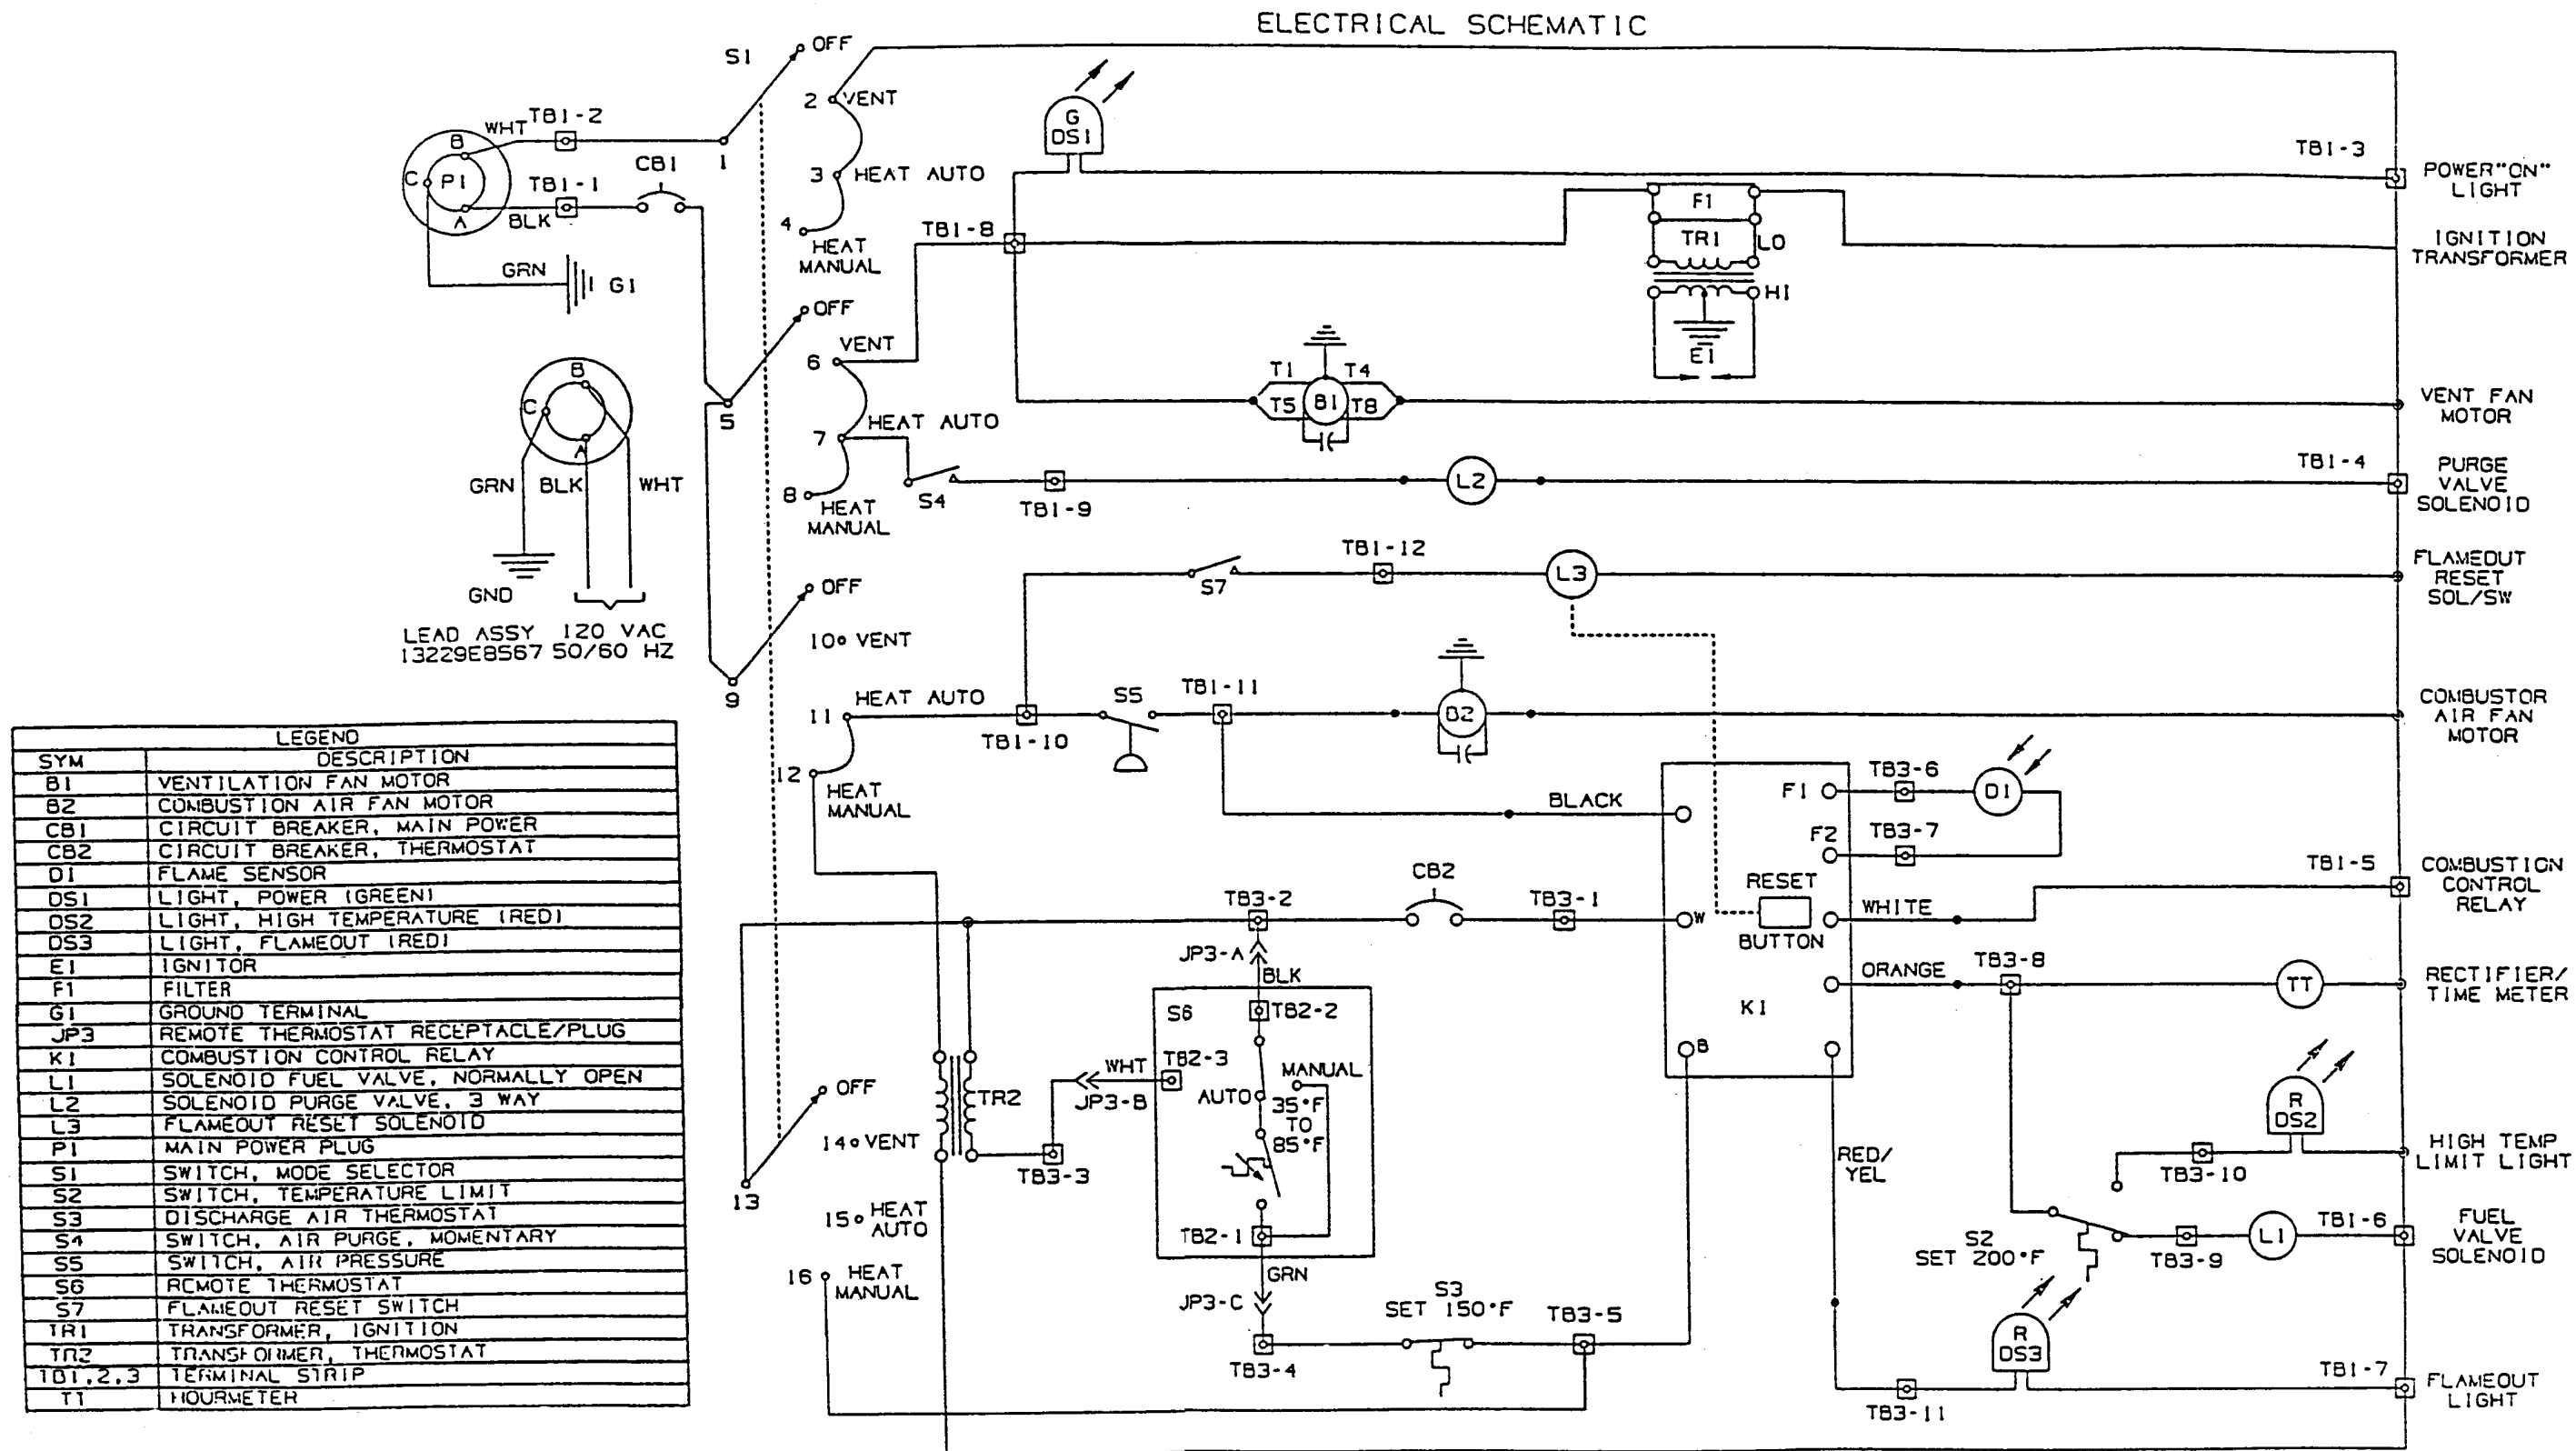 ELECTRICAL SCHEMATIC
S1
OFF
2
VENT
3
HEAT AUTO
4
HEAT
MANUAL
WHT
TB1-2
1
B
C
P1
A
TB1-1
BLK
CB1
GRN
G1
G
DS1
TB1-3
POWER"ON"
LIGHT
TB1-8
F1
TR1
LO
HI
E1
IGNITION
TRANSFORMER
OFF
6
VENT
5
7
HEAT AUTO
8
HEAT
MANUAL
T1
T4
T5
B1
T8
VENT FAN
MOTOR
S4
TB1-9
L2
TB1-4
PURGE
VALVE
SOLENOID
B
C
A
GRN
BLK
WHT
GND
LEAD ASSY 120 VAC
13229E8567 50/60 HZ
S7
TB1-12
L3
FLAMEOUT
RESET
SOL/SW
OFF
10
VENT
9
11
HEAT AUTO
12
HEAT
MANUAL
TB1-10
S5
TB1-11
B2
COMBUSTOR
AIR FAN
MOTOR
BLACK
F1
TB3-6
D1
F2
TB3-7
TB3-2
CB2
TB3-1
W
RESET
BUTTON
WHITE
TB1-5
COMBUSTION
CONTROL
RELAY
JP3-A
BLK
ORANGE
TB3-8
TT
RECTIFIER/
TIME METER
K1
B
S6
TB2-2
WHT
TB2-3
JP3-B
MANUAL
AUTO
35°F
TO
85°F
TR2
TB3-3
TB2-1
GRN
JP3-C
TB3-4
S3
SET 150°F
TB3-5
OFF
14
VENT
13
15
HEAT
AUTO
16
HEAT
MANUAL
RED/
YEL
R
DS2
TB3-10
HIGH TEMP
LIMIT LIGHT
S2
SET 200°F
TB3-9
L1
TB1-6
FUEL
VALVE
SOLENOID
R
DS3
TB3-11
TB1-7
FLAMEOUT
LIGHT
LEGEND
SYM DESCRIPTION
B1 VENTILATION FAN MOTOR
B2 COMBUSTION AIR FAN MOTOR
CB1 CIRCUIT BREAKER, MAIN POWER
CB2 CIRCUIT BREAKER, THERMOSTAT
D1 FLAME SENSOR
DS1 LIGHT, POWER (GREEN)
DS2 LIGHT, HIGH TEMPERATURE (RED)
DS3 LIGHT, FLAMEOUT (RED)
E1 IGNITOR
F1 FILTER
G1 GROUND TERMINAL
JP3 REMOTE THERMOSTAT RECEPTACLE/PLUG
K1 COMBUSTION CONTROL RELAY
L1 SOLENOID FUEL VALVE, NORMALLY OPEN
L2 SOLENOID PURGE VALVE, 3 WAY
L3 FLAMEOUT RESET SOLENOID
P1 MAIN POWER PLUG
S1 SWITCH, MODE SELECTOR
S2 SWITCH, TEMPERATURE LIMIT
S3 DISCHARGE AIR THERMOSTAT
S4 SWITCH, AIR PURGE, MOMENTARY
S5 SWITCH, AIR PRESSURE
S6 REMOTE THERMOSTAT
S7 FLAMEOUT RESET SWITCH
TR1 TRANSFORMER, IGNITION
TR2 TRANSFORMER, THERMOSTAT
TB1,2,3 TERMINAL STRIP
TT HOURMETER